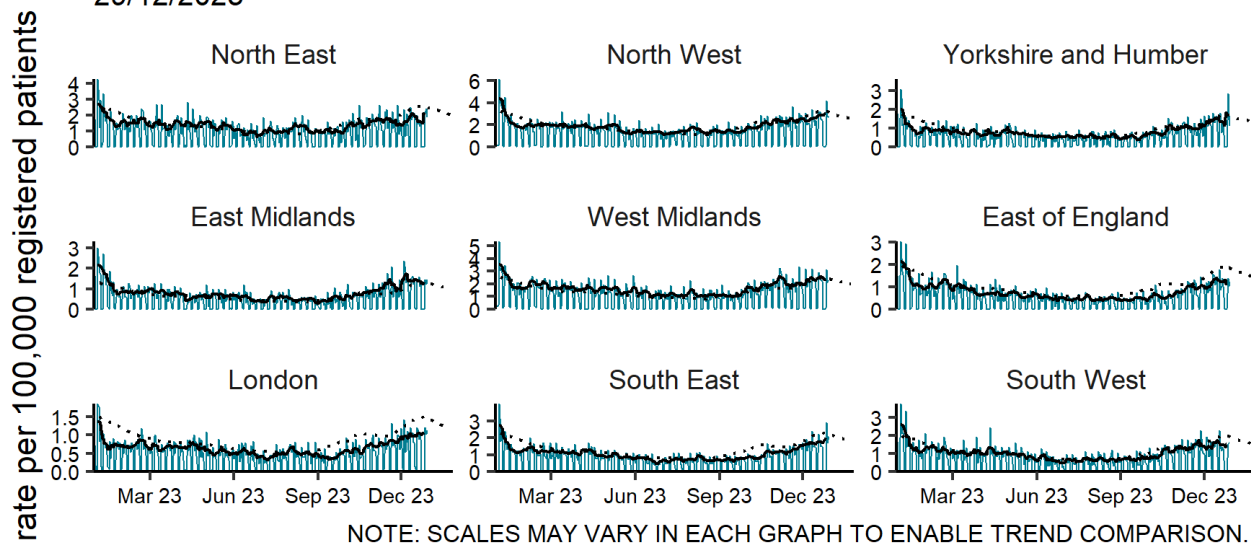 29/12/2023
rate per 100,000 registered patients
North East
North West
Yorkshire and Humber
4
3
2
1
0
6
4
2
0
3
2
1
0
East Midlands
West Midlands
East of England
3
2
1
0
5
4
3
2
1
0
3
2
1
0
London
South East
South West
1.5
1.0
0.5
0.0
3
2
1
0
3
2
1
0
Mar 23 Jun 23 Sep 23 Dec 23
Mar 23 Jun 23 Sep 23 Dec 23
Mar 23 Jun 23 Sep 23 Dec 23
NOTE: SCALES MAY VARY IN EACH GRAPH TO ENABLE TREND COMPARISON.